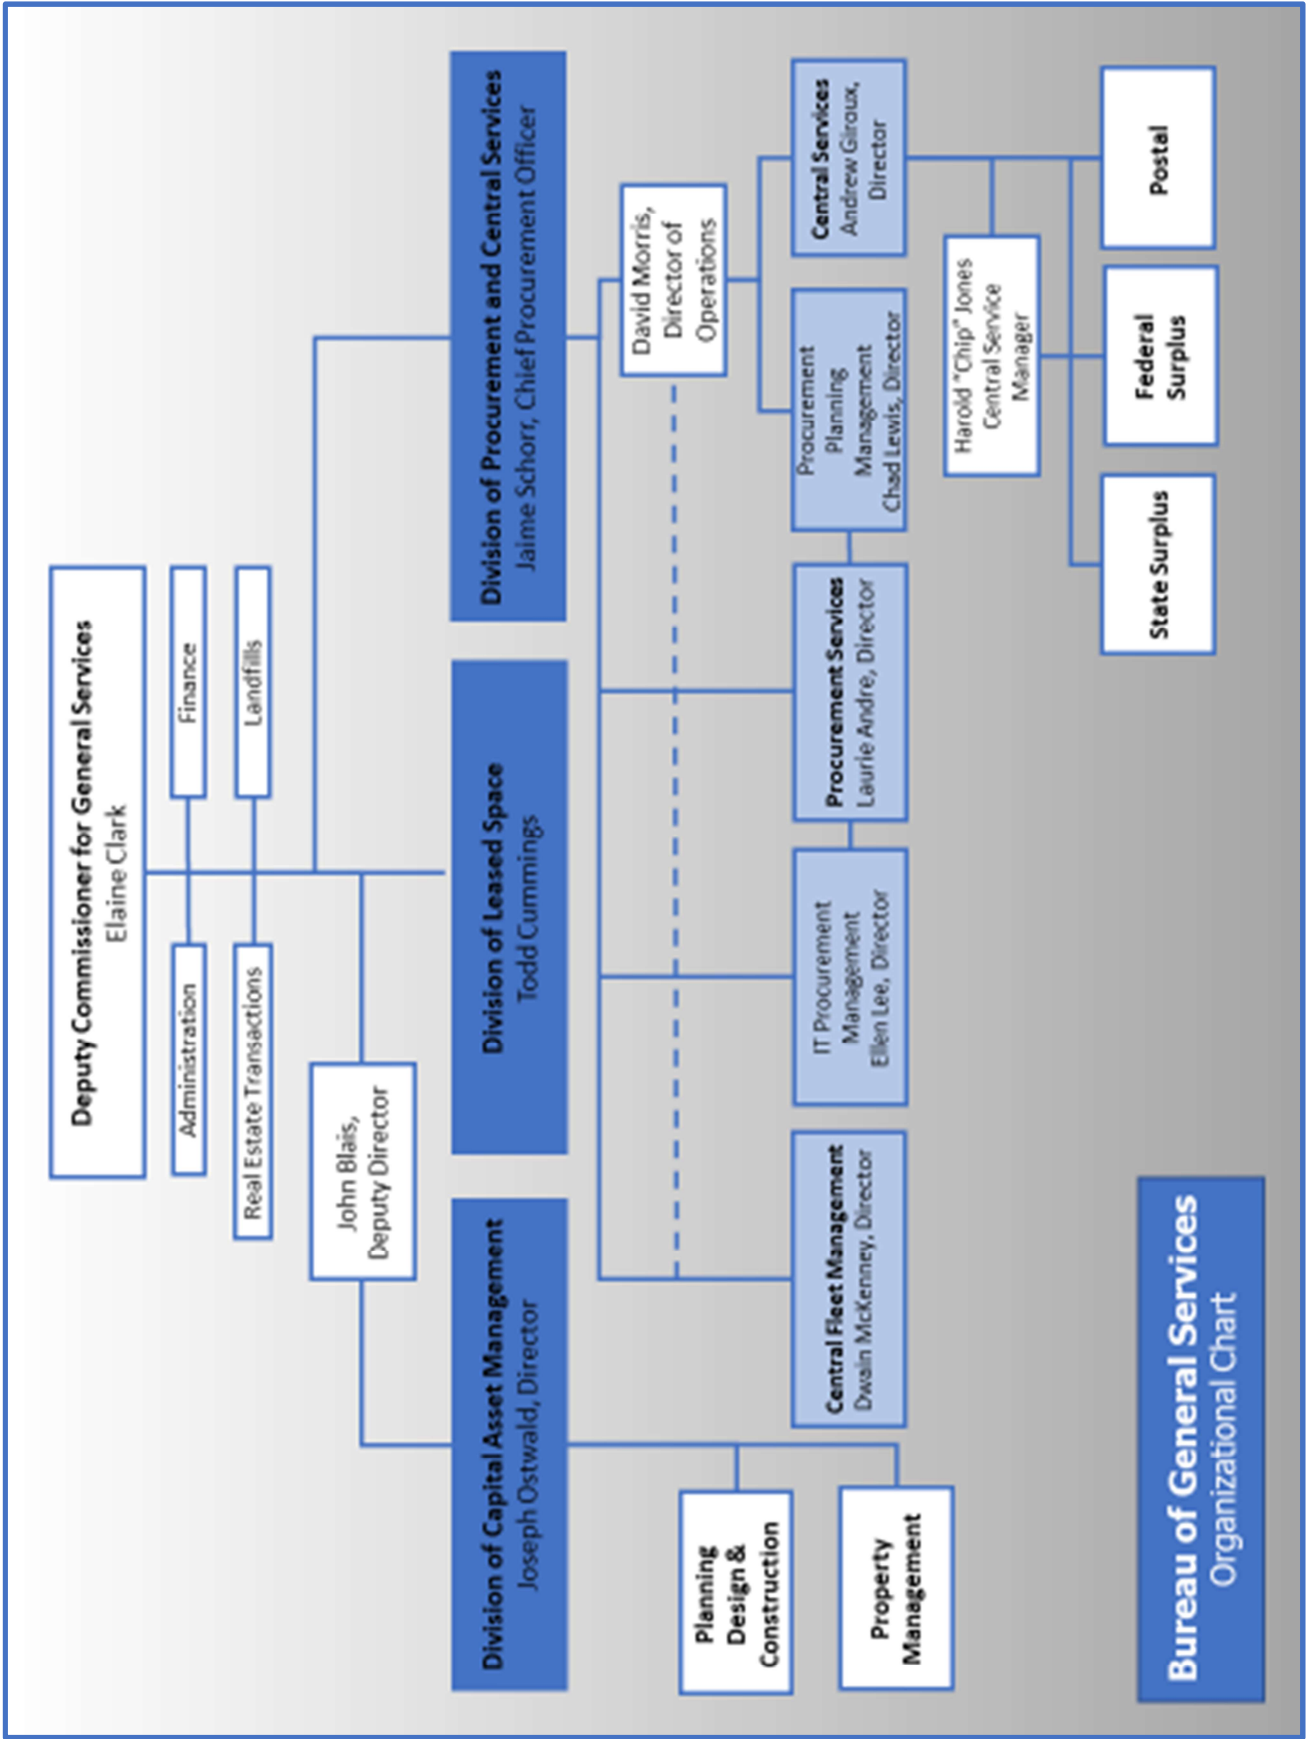 Deputy Commissioner for General Services
Elaine Clark
Administration
Finance
Real Estate Transactions
Landfills
John Blais,
Deputy Director
Division of Capital Asset Management
Joseph Ostwald, Director
Division of Leased Space
Todd Cummings
Division of Procurement and Central Services
Jaime Schorr, Chief Procurement Officer
David Morris,
Director of
Operations
Planning
Design &
Construction
Property
Management
Central Fleet Management
Dwain McKenney, Director
IT Procurement
Management
Ellen Lee, Director
Procurement Services
Laurie Andre, Director
Procurement
Planning
Management
Chad Lewis, Director
Central Services
Andrew Giroux,
Director
Harold "Chip" Jones
Central Service
Manager
State Surplus
Federal
Surplus
Postal
Bureau of General Services
Organizational Chart